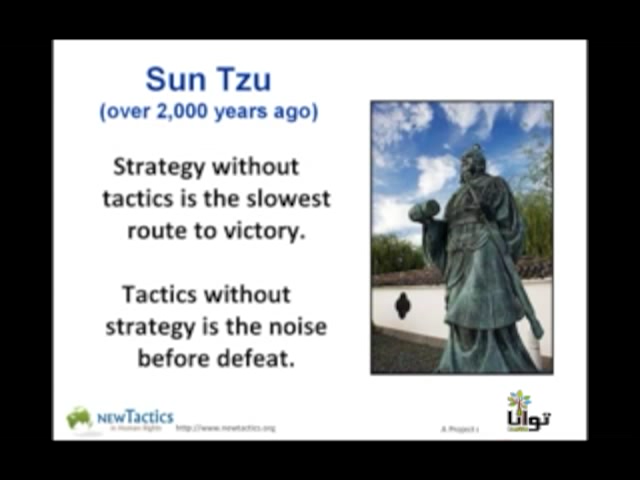 Sun Tzu
(over 2,000 years ago)
Strategy without
tactics is the slowest
route to victory.
Tactics without
strategy is the noise
before defeat.
NEWTactics
in Human Rights
http://www.newtactics.org
A Project
توانا